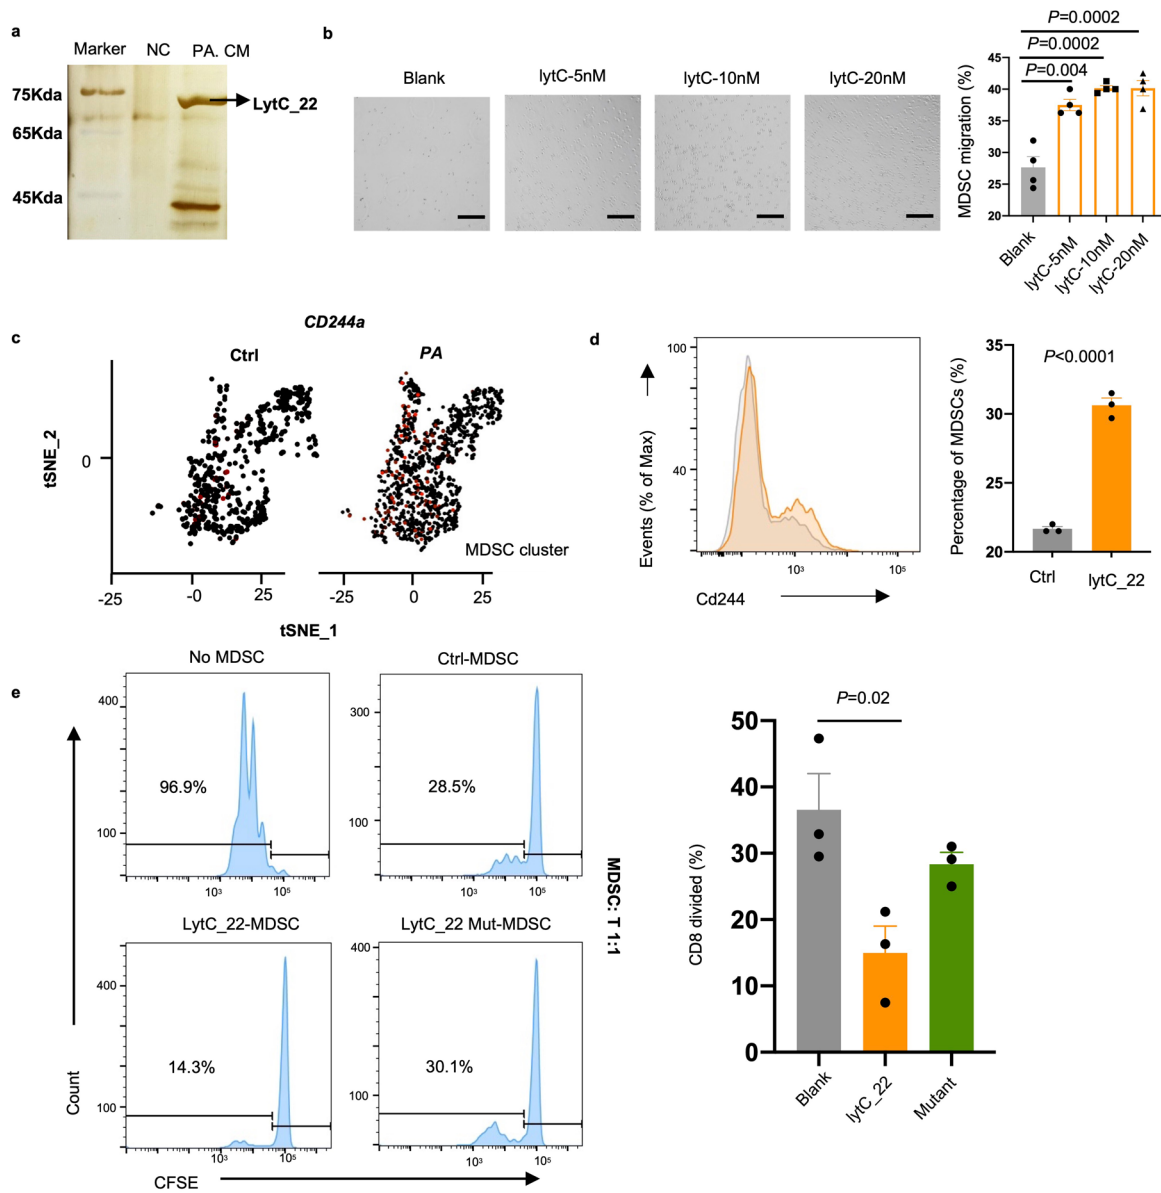 a
Marker NC PA. CM
75Kda
LytC_22
65Kda
45Kda
b
Blank lytC-5nM lytC-10nM lytC-20nM
P=0.0002
P=0.0002
P=0.004
MDSC migration (%)
45
40
35
30
25
20
Blank
lytC-5nM
lytC-10nM
lytC-20nM
c
CD244a
Ctrl PA
tSNE_2
0
MDSC cluster
-25 -0 25 -25 0 25
tSNE_1
d
Events (% of Max)
100
40
10³ 10⁵
Cd244
Percentage of MDSCs (%)
35
30
25
20
P<0.0001
Ctrl lytC_22
e
No MDSC Ctrl-MDSC
400
100
96.9%
10³ 10⁵
300
100
28.5%
10³ 10⁵
LytC_22-MDSC LytC_22 Mut-MDSC
400
100
14.3%
10³ 10⁵
400
100
30.1%
10³ 10⁵
Count
CFSE
MDSC: T 1:1
CD8 divided (%)
P=0.02
50
40
30
20
10
0
Blank
lytC_22
Mutant